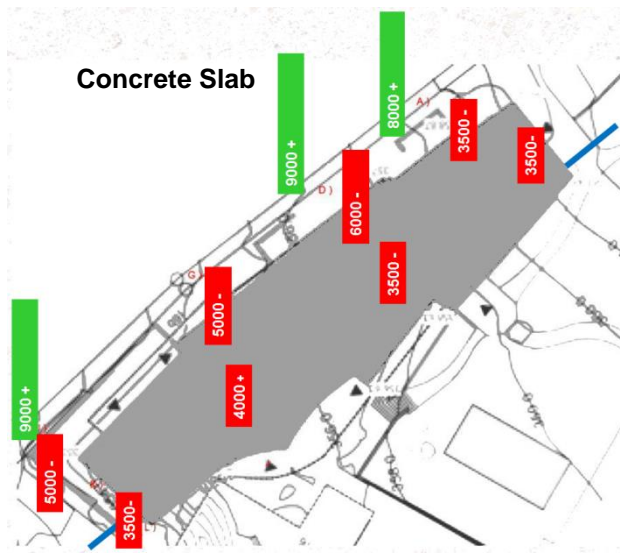 Concrete Slab
8000 +
A )
3500 -
3500-
9000 +
D )
6000 -
3500 -
G
5000 -
4000 +
9000 +
5000 -
3500-